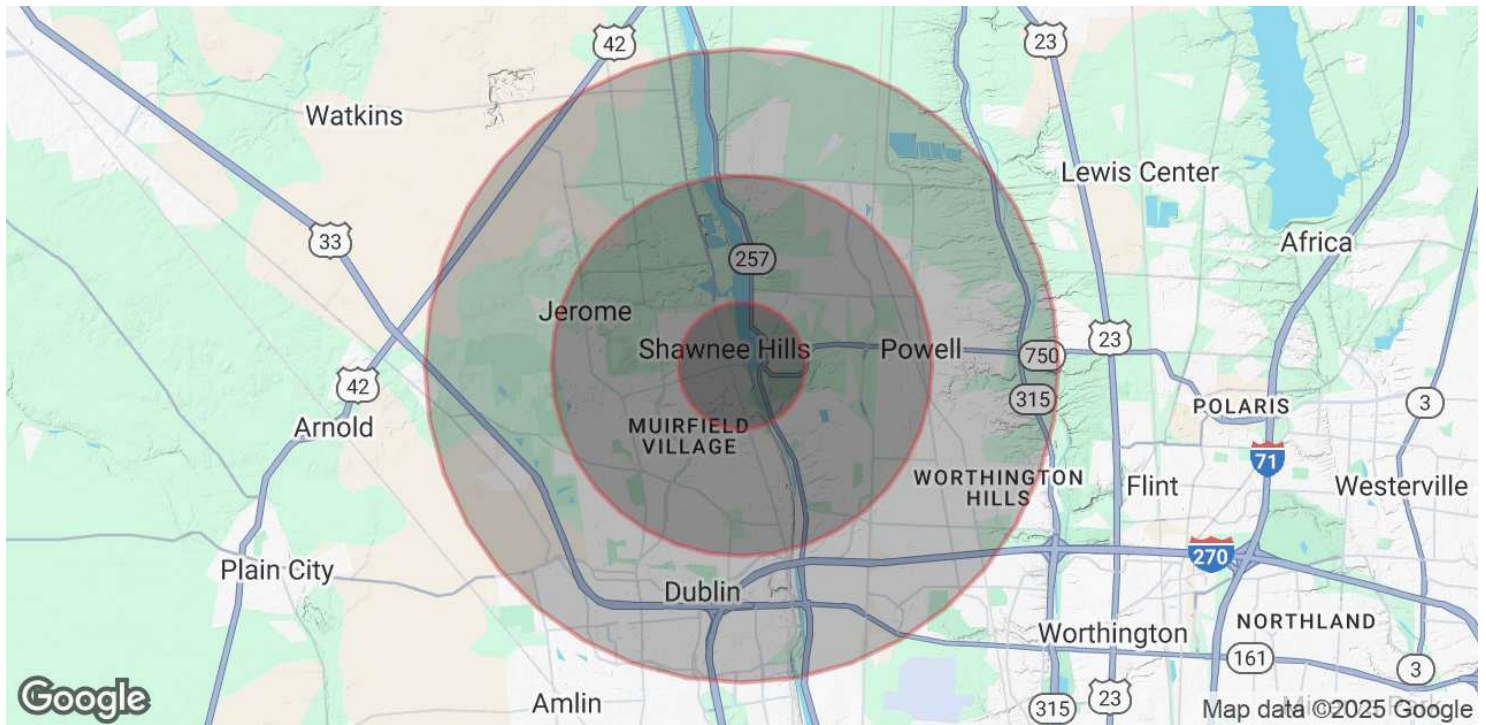 42
23
Watkins
Lewis Center
33
Africa
257
Jerome
23
Shawnee Hills
Powell
750
42
315
POLARIS
3
Arnold
MUIRFIELD
VILLAGE
71
WORTHINGTON
HILLS
Flint
Westerville
270
Plain City
Dublin
NORTHLAND
Worthington
161
3
Amlin
23
315
Google
Map data ©2025 Google